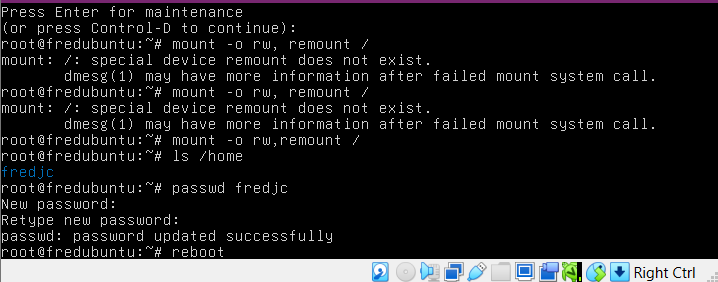 Press Enter for maintenance
(or press Control-D to continue):
root@fredubuntu:~# mount -o rw, remount /
mount: /: special device remount does not exist.
       dmesg(1) may have more information after failed mount system call.
root@fredubuntu:~# mount -o rw, remount /
mount: /: special device remount does not exist.
       dmesg(1) may have more information after failed mount system call.
root@fredubuntu:~# mount -o rw,remount /
root@fredubuntu:~# ls /home
fredjc
root@fredubuntu:~# passwd fredjc
New password:
Retype new password:
passwd: password updated successfully
root@fredubuntu:~# reboot
Right Ctrl